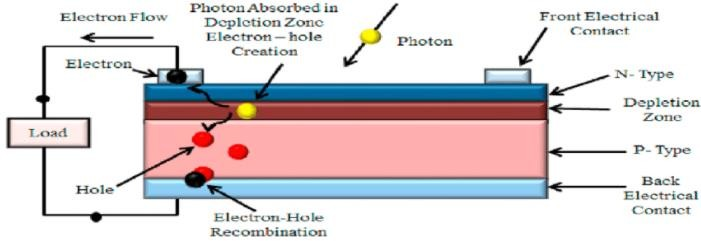 Electron Flow
Photon Absorbed in
Depletion Zone
Electron – hole
Creation
Photon
Front Electrical
Contact
Electron
N- Type
Depletion
Zone
Load
P- Type
Hole
Back
Electrical
Contact
Electron-Hole
Recombination